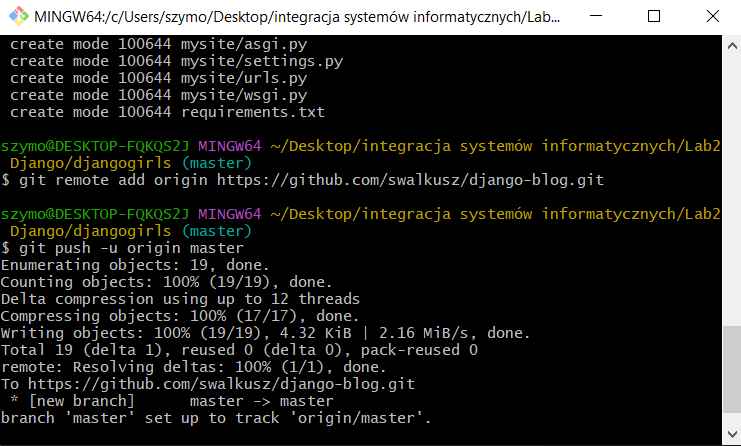 MINGW64:/c/Users/szymo/Desktop/integracja systemów informatycznych/Lab...
create mode 100644 mysite/asgi.py
create mode 100644 mysite/settings.py
create mode 100644 mysite/urls.py
create mode 100644 mysite/wsgi.py
create mode 100644 requirements.txt
szymo@DESKTOP-FQKQS2J MINGW64 ~/Desktop/integracja systemów informatycznych/Lab2
Django/djangogirls (master)
$ git remote add origin https://github.com/swalkusz/django-blog.git
szymo@DESKTOP-FQKQS2J MINGW64 ~/Desktop/integracja systemów informatycznych/Lab2
Django/djangogirls (master)
$ git push -u origin master
Enumerating objects: 19, done.
Counting objects: 100% (19/19), done.
Delta compression using up to 12 threads
Compressing objects: 100% (17/17), done.
Writing objects: 100% (19/19), 4.32 KiB | 2.16 MiB/s, done.
Total 19 (delta 1), reused 0 (delta 0), pack-reused 0
remote: Resolving deltas: 100% (1/1), done.
To https://github.com/swalkusz/django-blog.git
* [new branch]      master -> master
branch 'master' set up to track 'origin/master'.